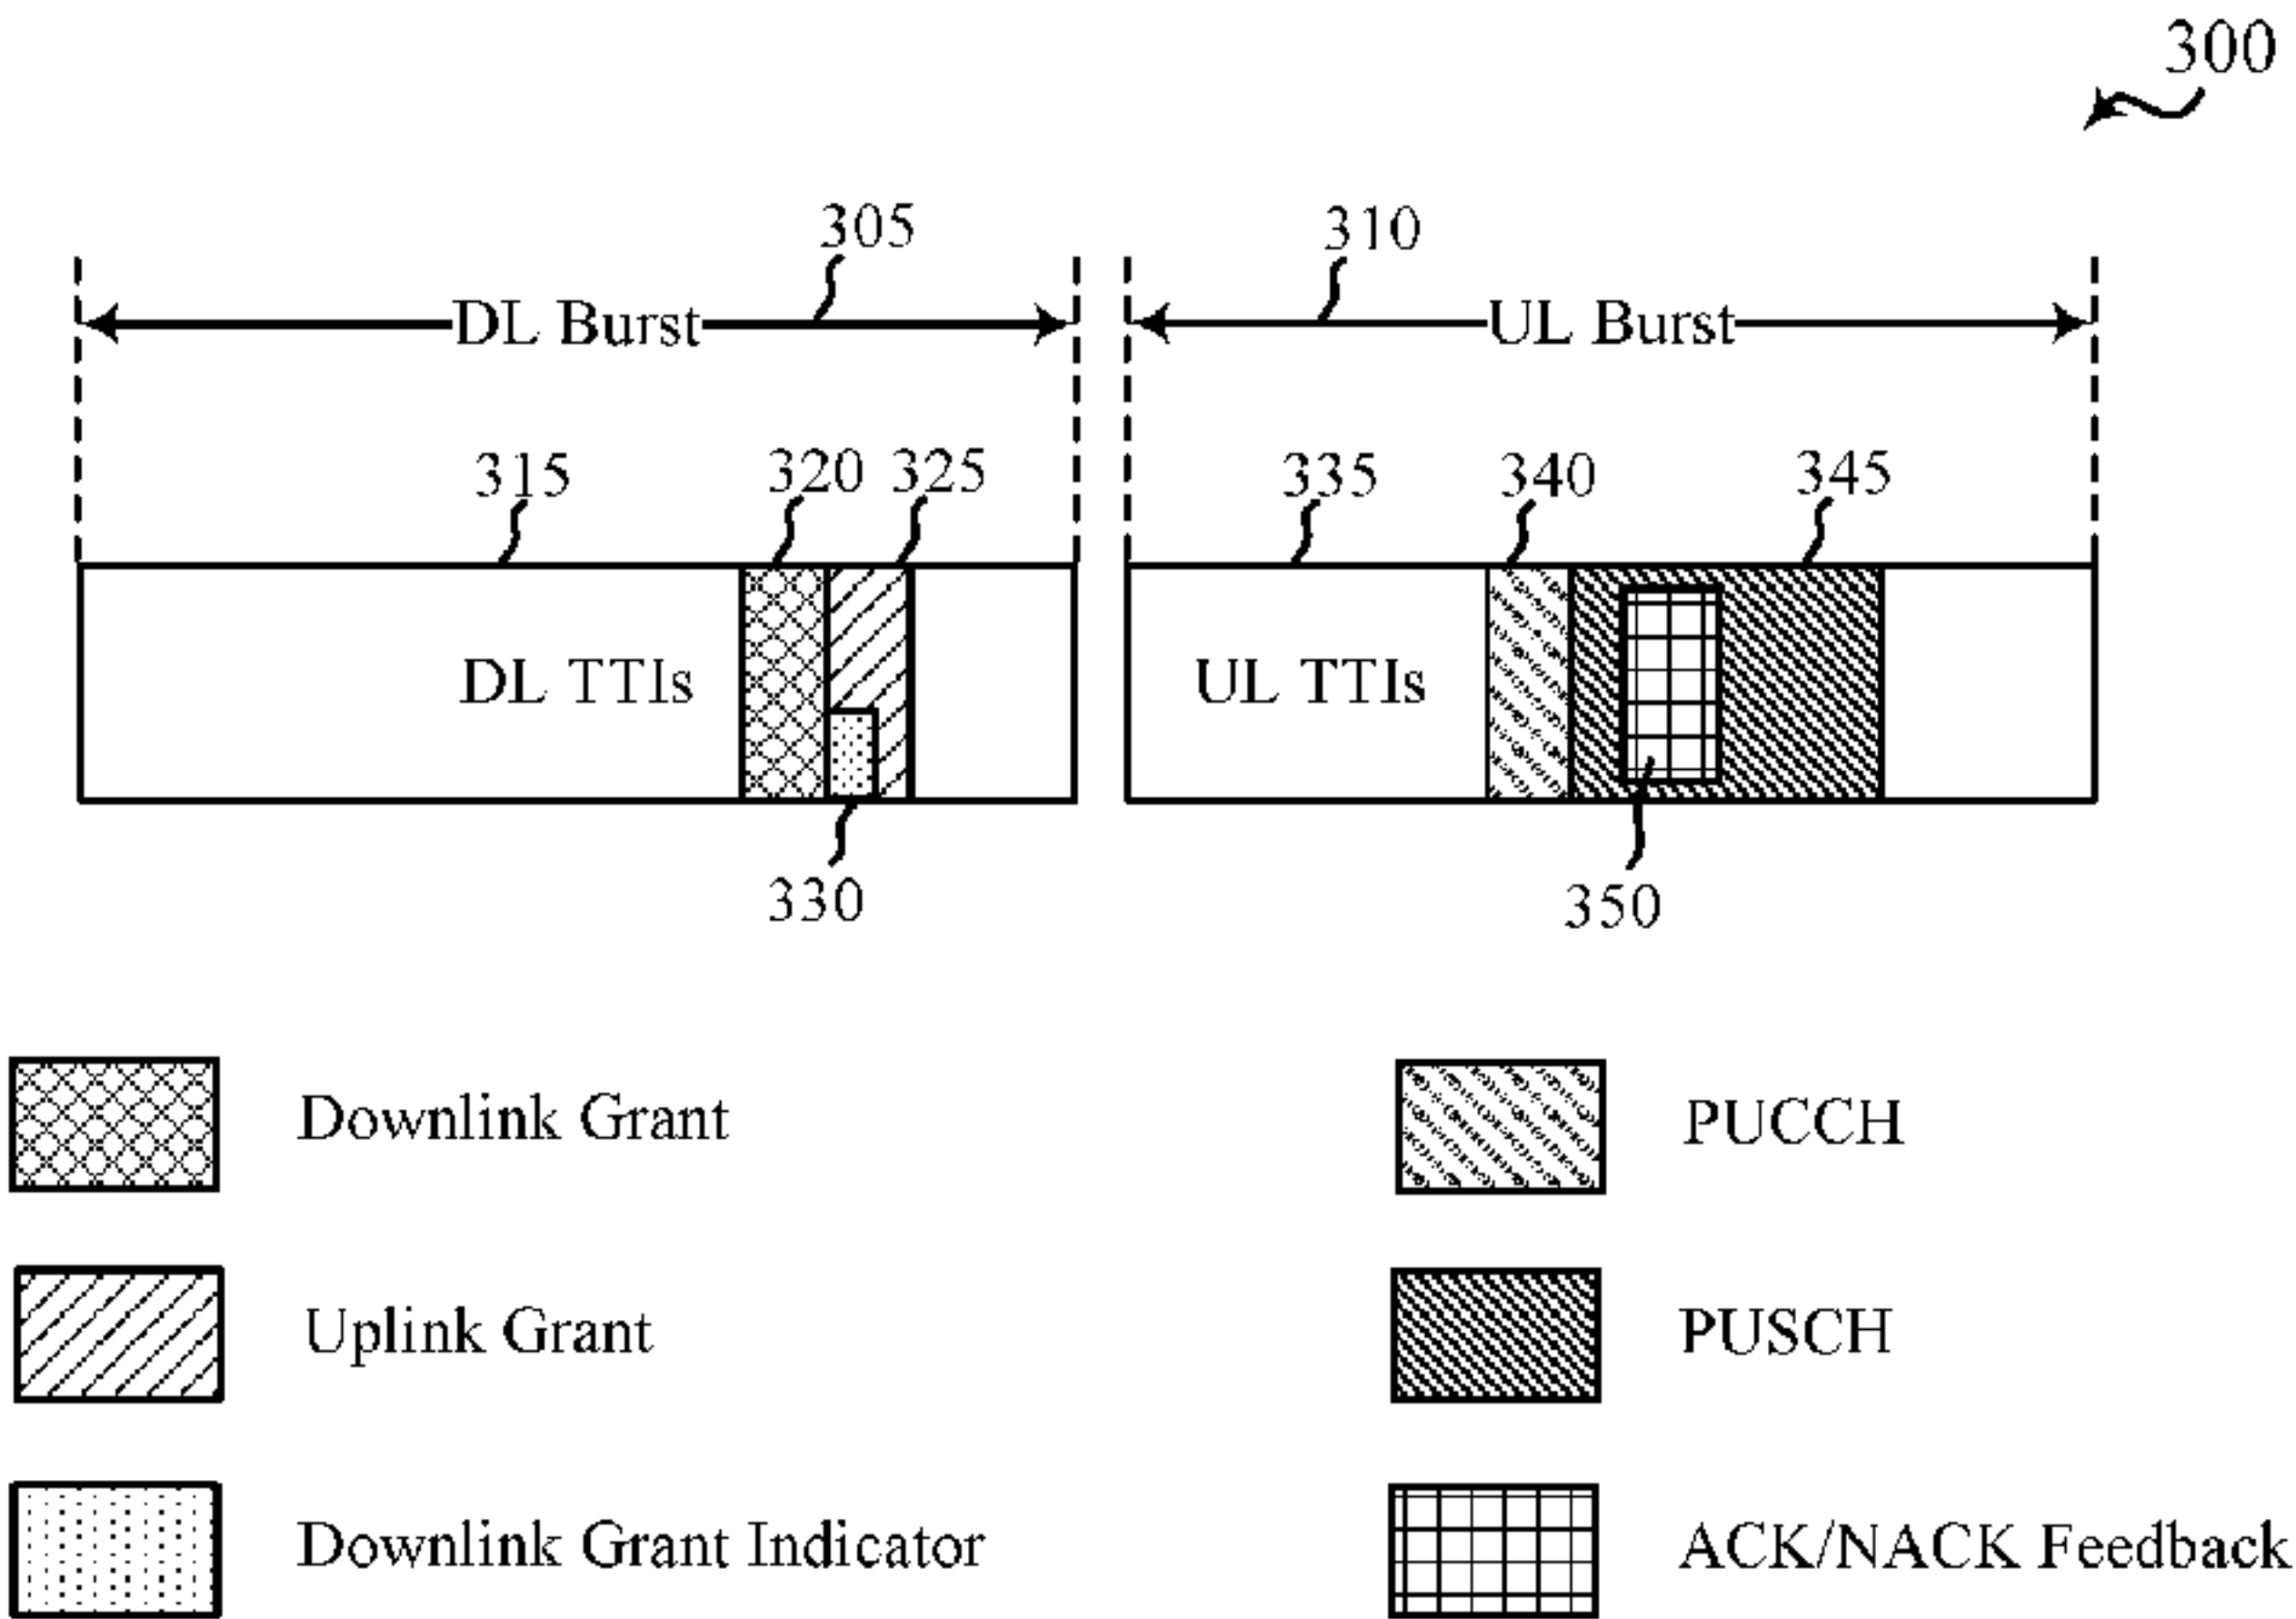 300
305
310
DL Burst
UL Burst
315
320
325
335
340
345
DL TTIs
UL TTIs
330
350
Downlink Grant
PUCCH
Uplink Grant
PUSCH
Downlink Grant Indicator
ACK/NACK Feedback